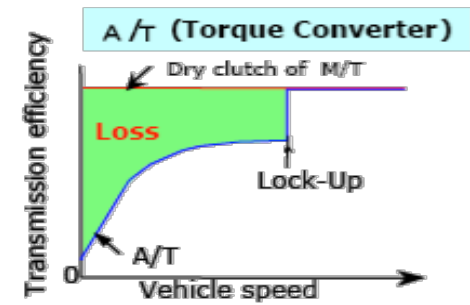 A/T (Torque Converter)
Dry clutch of M/T
Loss
Lock-Up
A/T
0
Vehicle speed
Transmission efficiency